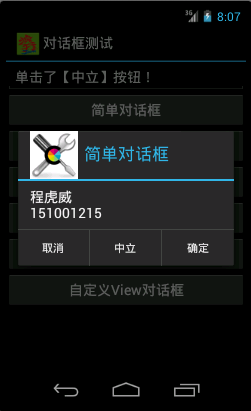 3G 8:07
对话框测试
单击了【中立】按钮！
简单对话框
简单对话框
程虎威
151001215
取消 中立 确定
自定义View对话框